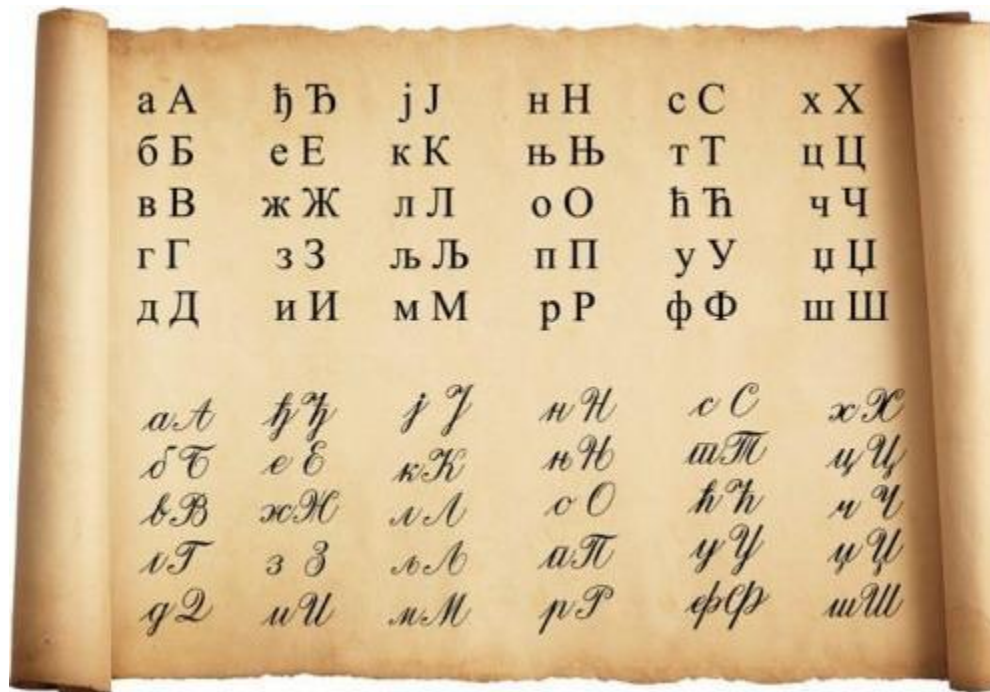 а А ђ Ђ ј Ј н Н с С х Х
б Б е Е к К њ Њ т Т ц Ц
в В ж Ж л Л о О ћ Ћ ч Ч
г Г з З љ Љ п П у У џ Џ
д Д и И м М р Р ф Ф ш Ш
а А ђ Ђ ј Ј н Н с С х Х
б Б е Е к К њ Њ т Т ц Ц
в В ж Ж л Л о О ћ Ћ ч Ч
г Г з З љ Љ п П у У џ Џ
д Д и И м М р Р ф Ф ш Ш